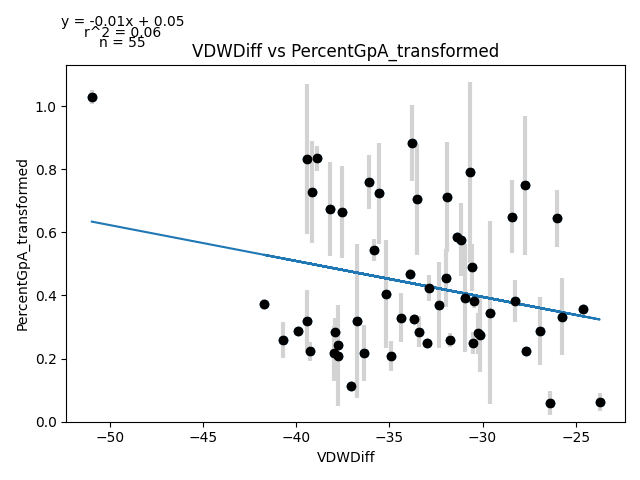 y = -0.01x + 0.05
r^2 = 0.06
n = 55
VDWDiff vs PercentGpA_transformed
PercentGpA_transformed
1.0
0.8
0.6
0.4
0.2
0.0
−50
−45
−40
−35
−30
−25
VDWDiff